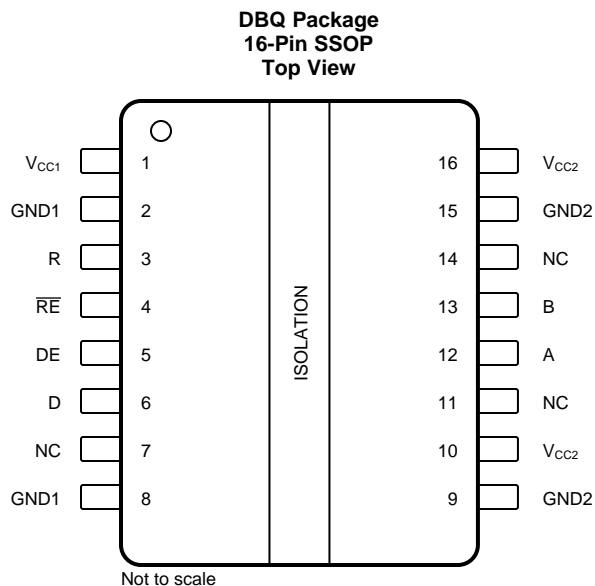 DBQ Package
16-Pin SSOP
Top View
VCC1 1 16 VCC2
GND1 2 15 GND2
R 3 14 NC
R̅E̅ 4 13 B
DE 5 12 A
D 6 11 NC
NC 7 10 VCC2
GND1 8 9 GND2
ISOLATION
Not to scale